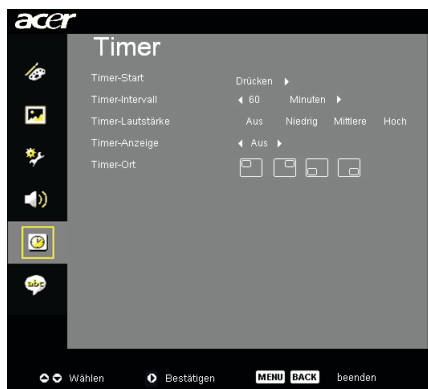 acer
Timer
Timer-Start Drücken
Timer-Intervall 60 Minuten
Timer-Lautstärke Aus Niedrig Mittlere Hoch
Timer-Anzeige Aus
Timer-Ort
abc
Wählen Bestätigen MENU BACK beenden